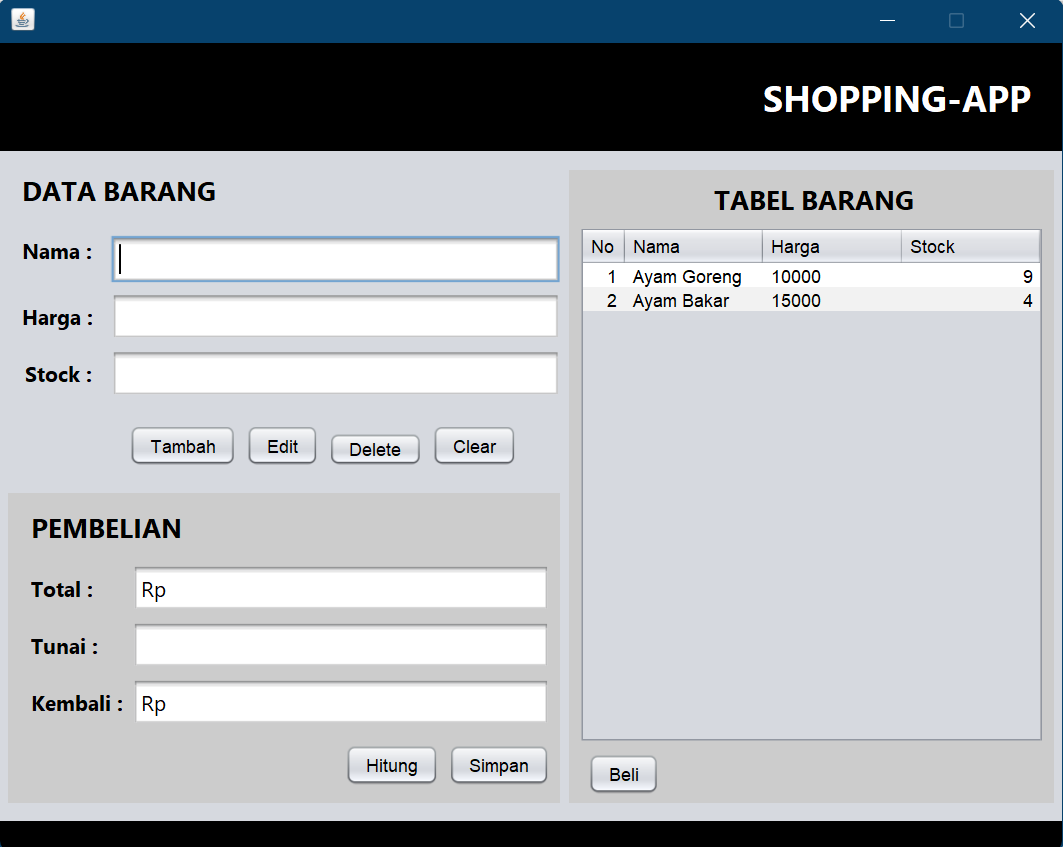 SHOPPING-APP
DATA BARANG
Nama :
Harga :
Stock :
Tambah Edit Delete Clear
PEMBELIAN
Total : Rp
Tunai :
Kembali : Rp
Hitung Simpan
TABEL BARANG
No Nama Harga Stock
1 Ayam Goreng 10000 9
2 Ayam Bakar 15000 4
Beli